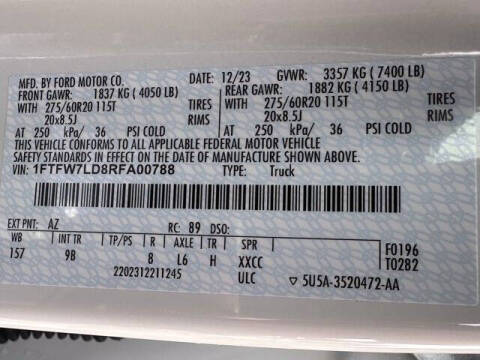 MFD. BY FORD MOTOR CO. 12/23 GVWR: 3357 KG ( 7400 LB)
FRONT GAWR: 1837 KG ( 4050 LB) REAR GAWR: 1882 KG ( 4150 LB)
WITH 275/60R20 115T TIRES WITH 275/60R20 115T TIRES
20x8.5J RIMS 20x8.5J RIMS
AT 250 kPa/ 36 PSI COLD AT 250 kPa/ 36 PSI COLD
THIS VEHICLE CONFORMS TO ALL APPLICABLE FEDERAL MOTOR VEHICLE
SAFETY AND THEFT PREVENTION STANDARDS IN EFFECT ON THE DATE OF MANUFACTURE SHOWN ABOVE.
VIN: 1FTFW7LD8RFA00788 TYPE: Truck
EXT PNT: AZ RC: 89 DSO: F0196
WB INT TR TP/PS R AXLE TR SPR T0282
157 9B 8 L6 H XXCC
2202312211245 ULC 5U5A-3520472-AA